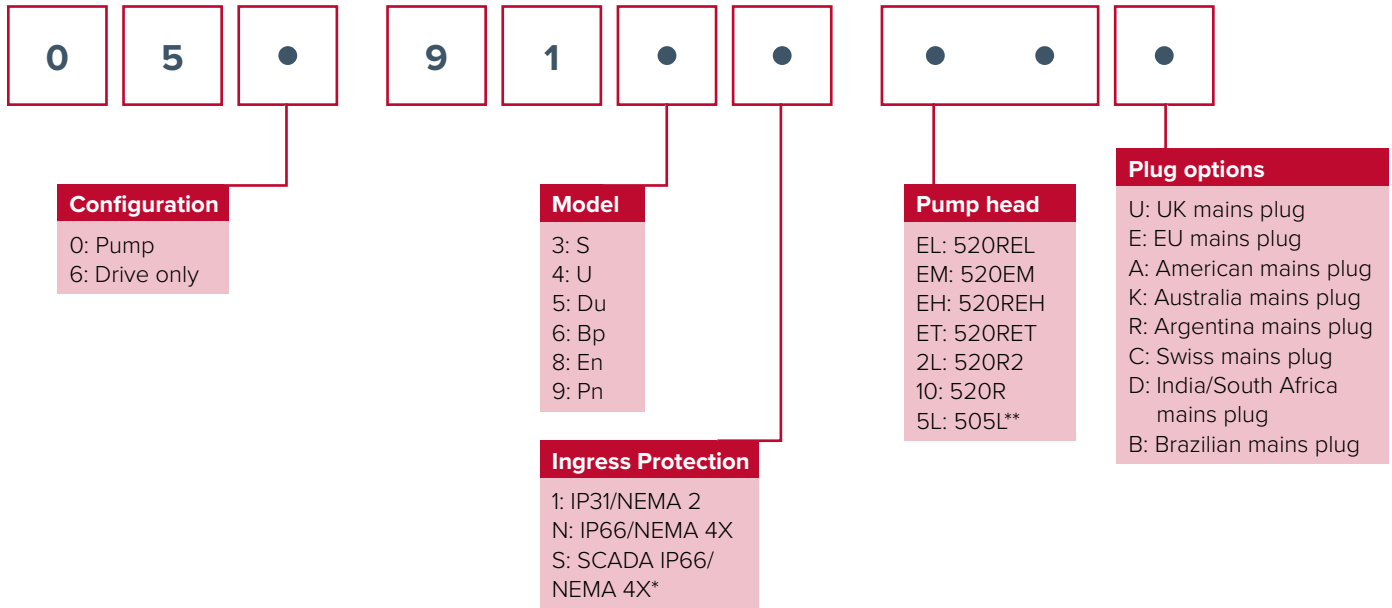 0 5 • 9 1 • • • • •
Configuration
0: Pump
6: Drive only
Model
3: S
4: U
5: Du
6: Bp
8: En
9: Pn
Ingress Protection
1: IP31/NEMA 2
N: IP66/NEMA 4X
S: SCADA IP66/
NEMA 4X*
Pump head
EL: 520REL
EM: 520EM
EH: 520REH
ET: 520RET
2L: 520R2
10: 520R
5L: 505L**
Plug options
U: UK mains plug
E: EU mains plug
A: American mains plug
K: Australia mains plug
R: Argentina mains plug
C: Swiss mains plug
D: India/South Africa
mains plug
B: Brazilian mains plug